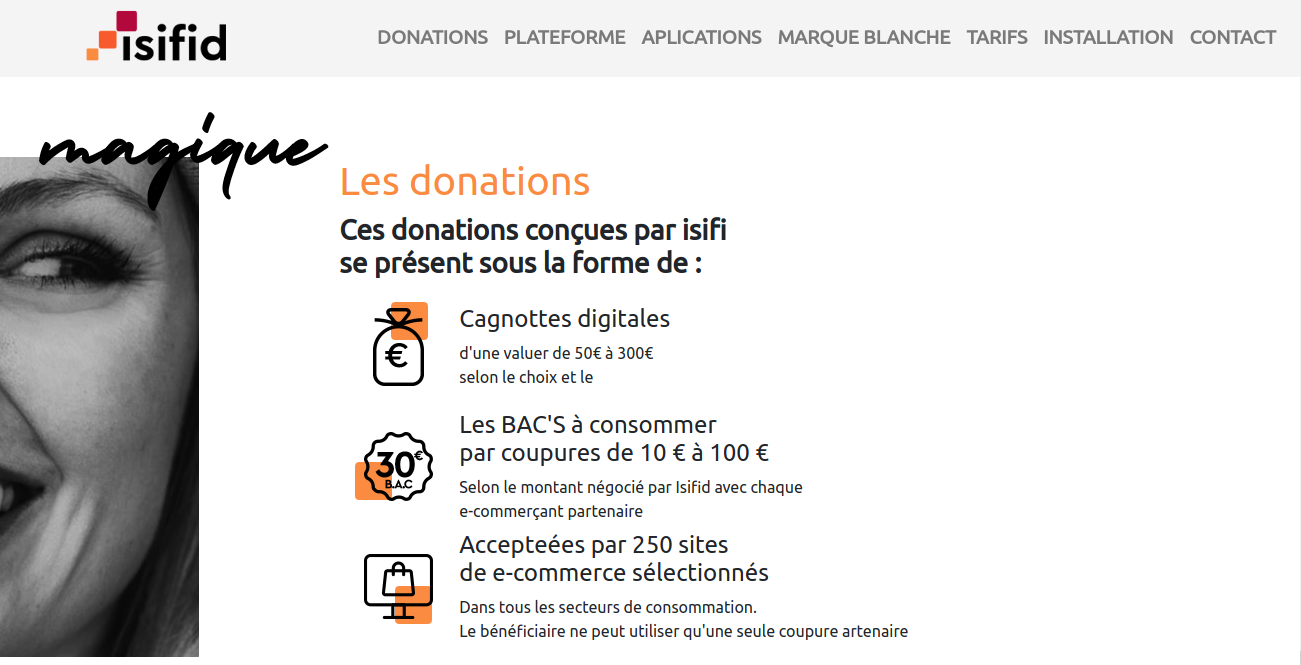 isifid
DONATIONS PLATEFORME APLICATIONS MARQUE BLANCHE TARIFS INSTALLATION CONTACT
magique
Les donations
Ces donations conçues par isifi
se présent sous la forme de :
€
Cagnottes digitales
d'une valuer de 50€ à 300€
selon le choix et le
30€
B.A.C
Les BAC'S à consommer
par coupures de 10 € à 100 €
Selon le montant négocié par Isifid avec chaque
e-commerçant partenaire
Accepteées par 250 sites
de e-commerce sélectionnés
Dans tous les secteurs de consommation.
Le bénéficiaire ne peut utiliser qu'une seule coupure artenaire